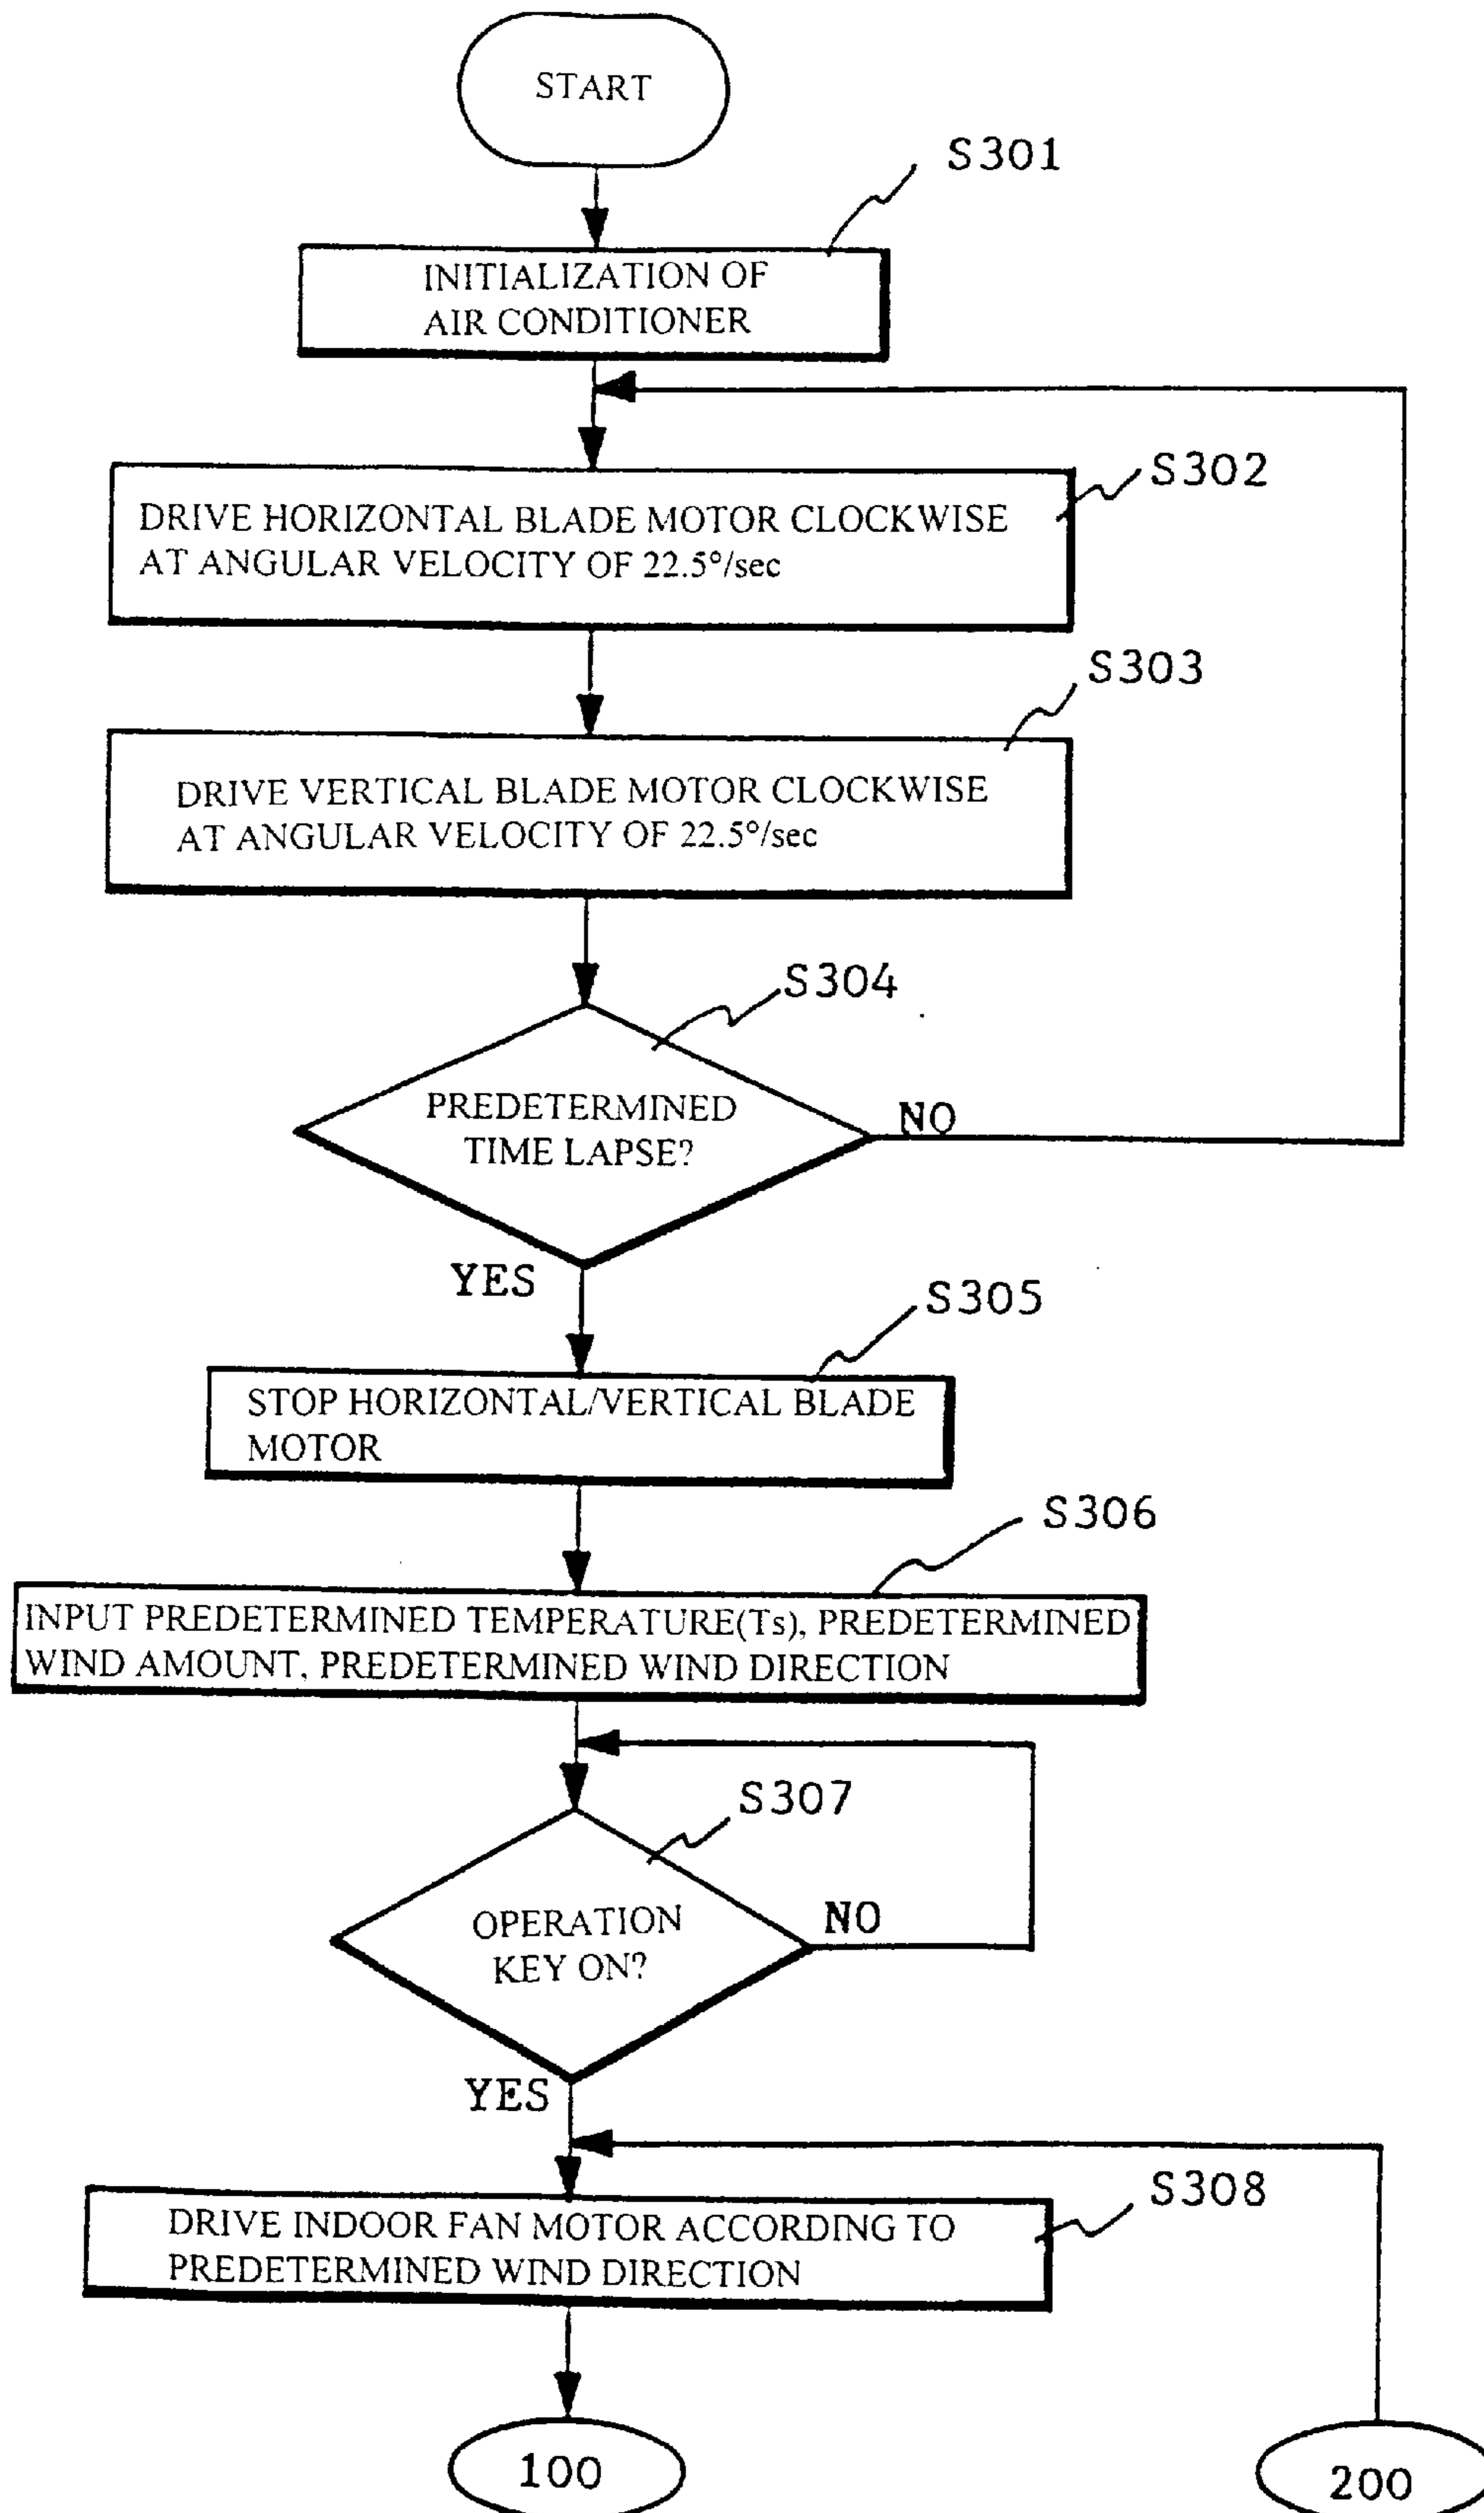 START
S301
INITIALIZATION OF
AIR CONDITIONER
S302
DRIVE HORIZONTAL BLADE MOTOR CLOCKWISE
AT ANGULAR VELOCITY OF 22.5°/sec
S303
DRIVE VERTICAL BLADE MOTOR CLOCKWISE
AT ANGULAR VELOCITY OF 22.5°/sec
S304
PREDETERMINED
TIME LAPSE?
NO
YES
S305
STOP HORIZONTAL/VERTICAL BLADE
MOTOR
S306
INPUT PREDETERMINED TEMPERATURE(Ts), PREDETERMINED
WIND AMOUNT, PREDETERMINED WIND DIRECTION
S307
OPERATION
KEY ON?
NO
YES
S308
DRIVE INDOOR FAN MOTOR ACCORDING TO
PREDETERMINED WIND DIRECTION
100
200